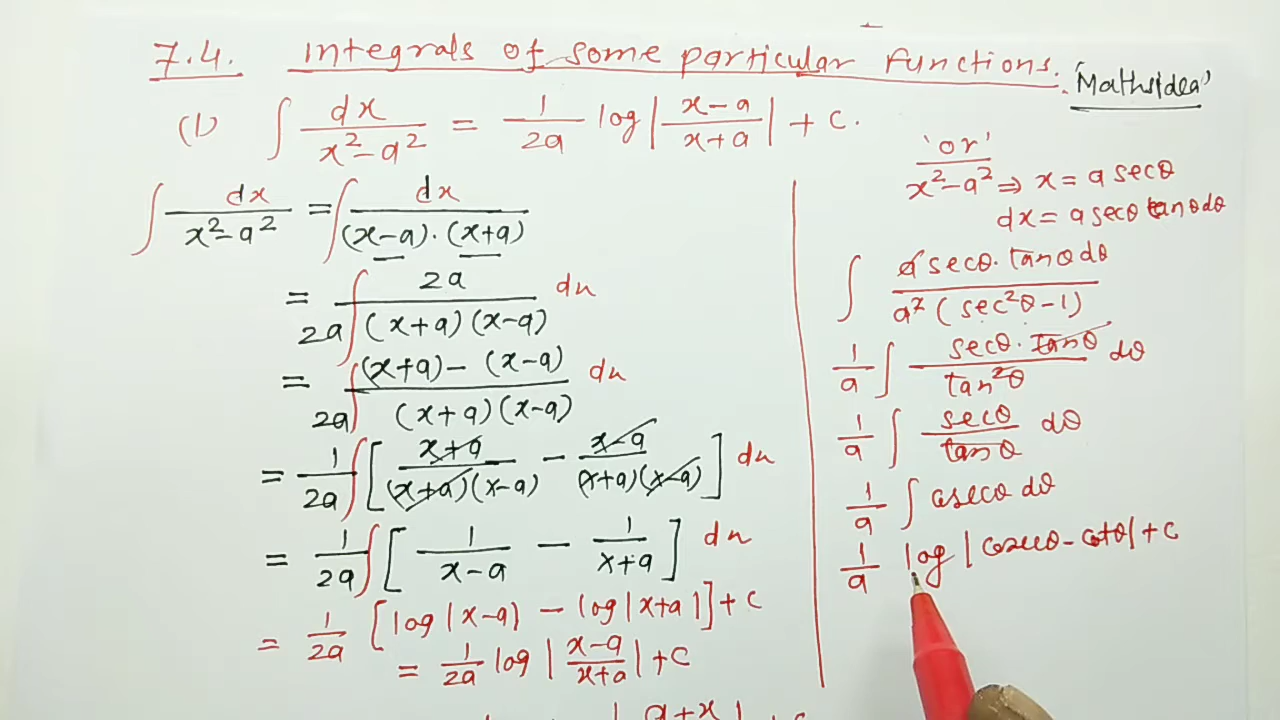 7.4. Integrals of some particular functions.
'MathsIdea'
(1) ∫ dx/(x²-a²) = 1/2a log|(x-a)/(x+a)| + C.
∫ dx/(x²-a²) = ∫ dx/((x-a).(x+a))
= 1/2a ∫ 2a/((x+a)(x-a)) dx
= 1/2a ∫ ((x+a)-(x-a))/((x+a)(x-a)) dx
= 1/2a ∫ [(x+a)/((x+a)(x-a)) - (x-a)/((x+a)(x-a))] dx
= 1/2a ∫ [1/(x-a) - 1/(x+a)] dx
= 1/2a [log|x-a| - log|x+a|] + C
= 1/2a log|(x-a)/(x+a)| + C
'or'
x²-a² ⇒ x = a secθ
dx = a secθ tanθ dθ
∫ a secθ.tanθ dθ/(a²(sec²θ-1))
1/a ∫ secθ.tanθ/tan²θ dθ
1/a ∫ secθ/tanθ dθ
1/a ∫ cosecθ dθ
1/a log|cosecθ-cotθ| + C
a+x